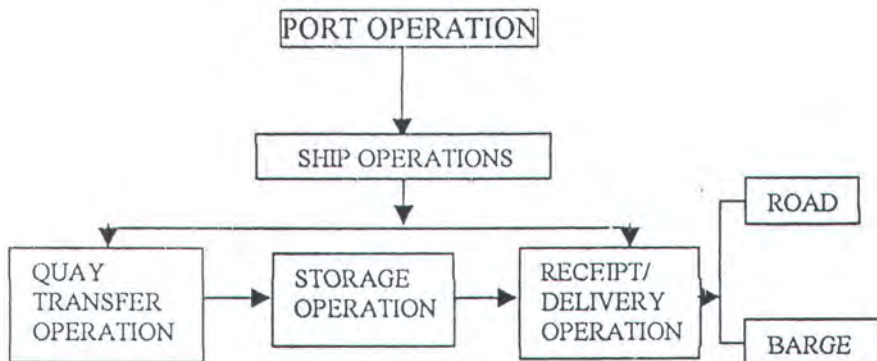 PORT OPERATION
SHIP OPERATIONS
QUAY
TRANSFER
OPERATION
STORAGE
OPERATION
RECEIPT/
DELIVERY
OPERATION
ROAD
BARGE